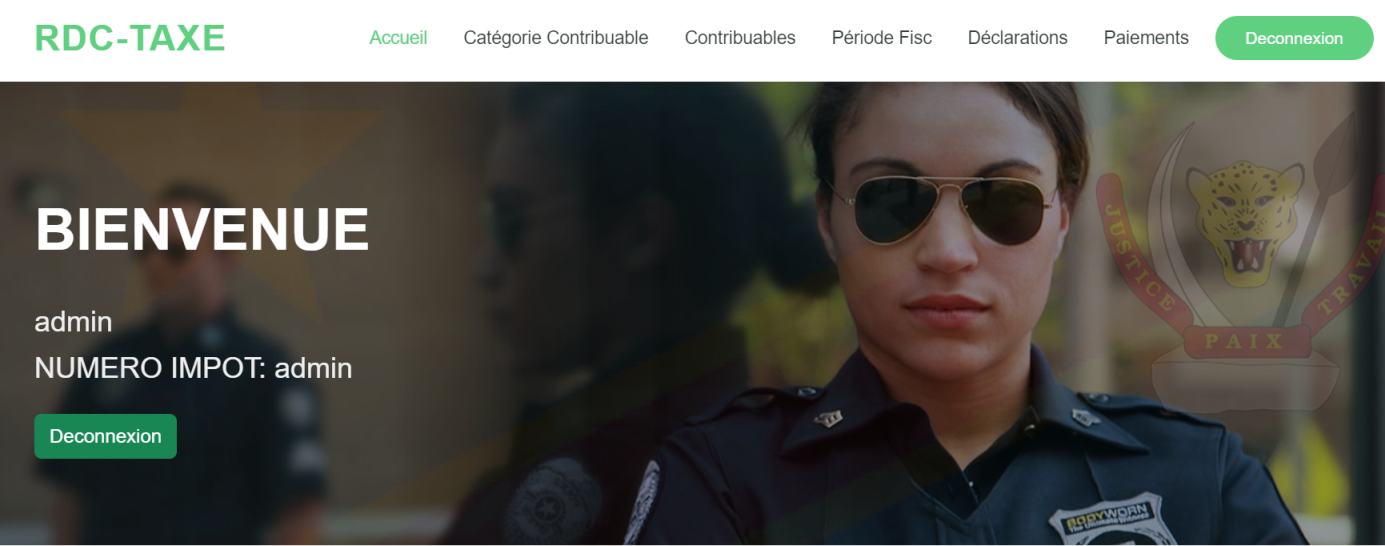 RDC-TAXE
Accueil Catégorie Contribuable Contribuables Période Fisc Déclarations Paiements Deconnexion
BIENVENUE
admin
NUMERO IMPOT: admin
Deconnexion
JUSTICE PAIX TRAVAIL
BODYWORN